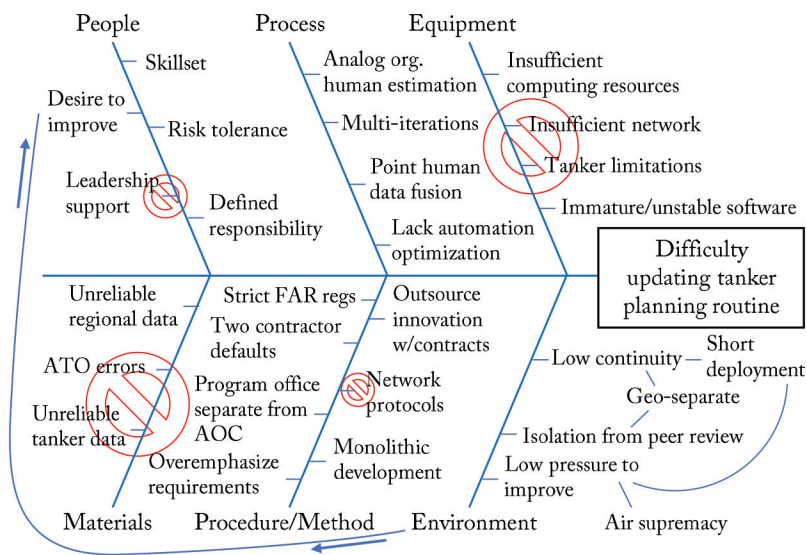 People
Process
Equipment
Skillset
Desire to
improve
Risk tolerance
Leadership
support
Defined
responsibility
Analog org.
human estimation
Multi-iterations
Point human
data fusion
Lack automation
optimization
Insufficient
computing resources
Insufficient network
Tanker limitations
Immature/unstable software
Difficulty
updating tanker
planning routine
Unreliable
regional data
ATO errors
Unreliable
tanker data
Strict FAR regs
Two contractor
defaults
Program office
separate from
AOC
Overemphasize
requirements
Outsource
innovation
w/contracts
Network
protocols
Monolithic
development
Low continuity
Short
deployment
Geo-separate
Isolation from peer review
Low pressure to
improve
Air supremacy
Materials
Procedure/Method
Environment